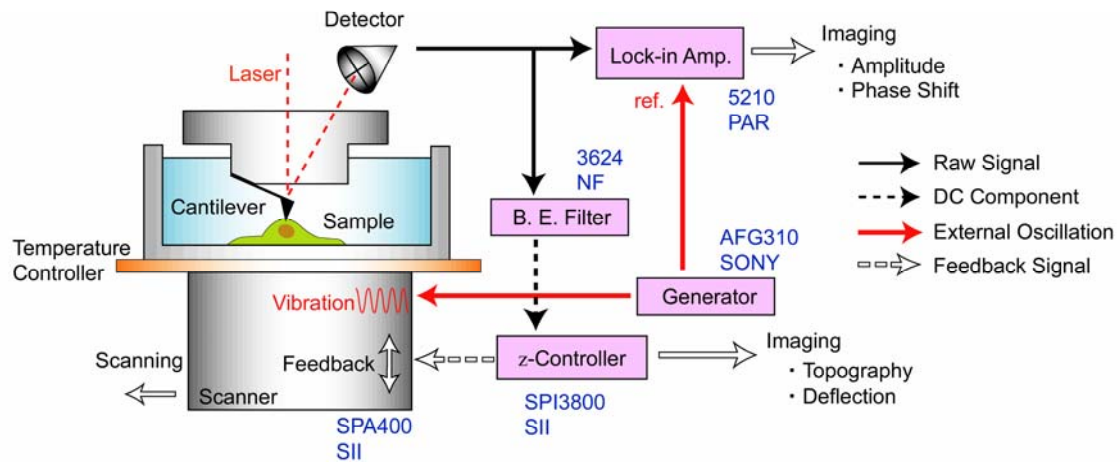 Detector
Laser
Lock-in Amp.
Imaging
・Amplitude
・Phase Shift
ref.
5210
PAR
3624
NF
Cantilever
Sample
B. E. Filter
Raw Signal
DC Component
External Oscillation
Feedback Signal
Temperature
Controller
AFG310
SONY
Vibration
Generator
Scanning
Feedback
z-Controller
Imaging
・Topography
・Deflection
Scanner
SPA400
SII
SPI3800
SII